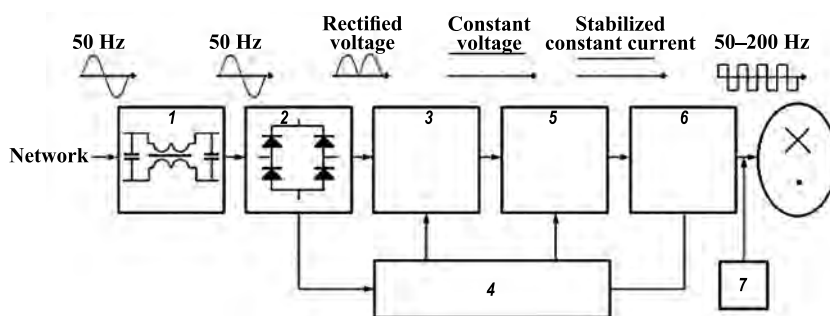 50 Hz
50 Hz
Rectified
voltage
Constant
voltage
Stabilized
constant current
50–200 Hz
1
2
3
5
6
Network
4
7